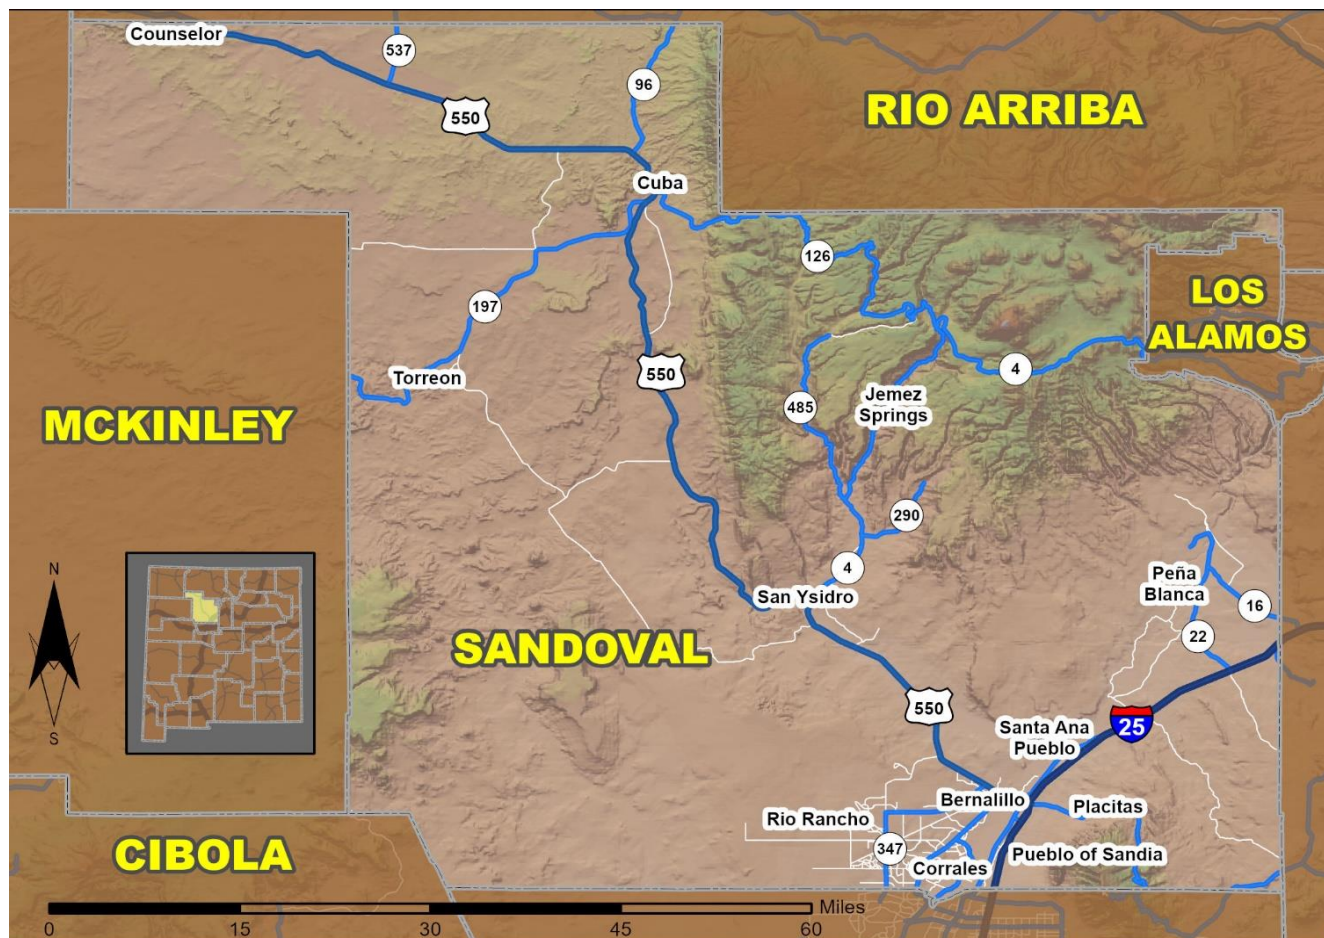 Counselor
537
96
550
RIO ARRIBA
Cuba
126
197
LOS
ALAMOS
550
4
Torreon
Jemez
Springs
485
MCKINLEY
290
N
4
Peña
Blanca
San Ysidro
16
22
SANDOVAL
550
Santa Ana
Pueblo
25
S
Bernalillo
Placitas
Rio Rancho
347
Pueblo of Sandia
CIBOLA
Corrales
Miles
0
15
30
45
60